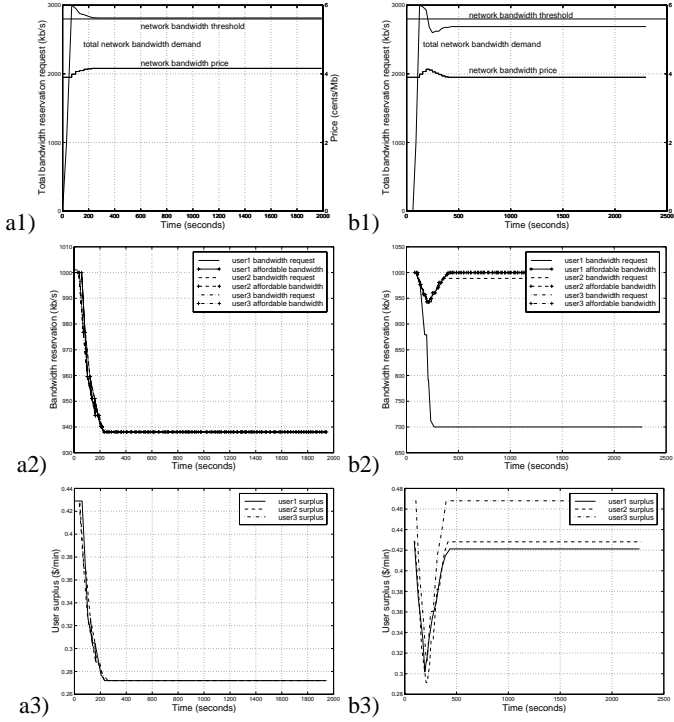 a1)
Total bandwidth reservation request (kb/s)
3000
2000
1000
0
network bandwidth threshold
total network bandwidth demand
network bandwidth price
6
4
2
0
Price (cents/Mb)
0 200 400 600 800 1000 1200 1400 1600 1800 2000
Time (seconds)
b1)
Total bandwidth reservation request (kb/s)
3000
2000
1000
0
network bandwidth threshold
total network bandwidth demand
network bandwidth price
6
4
2
0
0 500 1000 1500 2000 2500
Time (seconds)
a2)
Bandwidth reservation (kb/s)
1010
1000
990
980
970
960
950
940
930
user1 bandwidth request
user1 affordable bandwidth
user2 bandwidth request
user2 affordable bandwidth
user3 bandwidth request
user3 affordable bandwidth
0 200 400 600 800 1000 1200 1400 1600 1800 2000
Time (seconds)
b2)
Bandwidth reservation (kb/s)
1050
1000
950
900
850
800
750
700
650
user1 bandwidth request
user1 affordable bandwidth
user2 bandwidth request
user2 affordable bandwidth
user3 bandwidth request
user3 affordable bandwidth
0 500 1000 1500 2000 2500
Time (seconds)
a3)
User surplus ($/min)
0.44
0.42
0.4
0.38
0.36
0.34
0.32
0.3
0.28
0.26
user1 surplus
user2 surplus
user3 surplus
0 200 400 600 800 1000 1200 1400 1600 1800 2000
Time (seconds)
b3)
User surplus ($/min)
0.48
0.46
0.44
0.42
0.4
0.38
0.36
0.34
0.32
0.3
0.28
user1 surplus
user2 surplus
user3 surplus
0 500 1000 1500 2000 2500
Time (seconds)